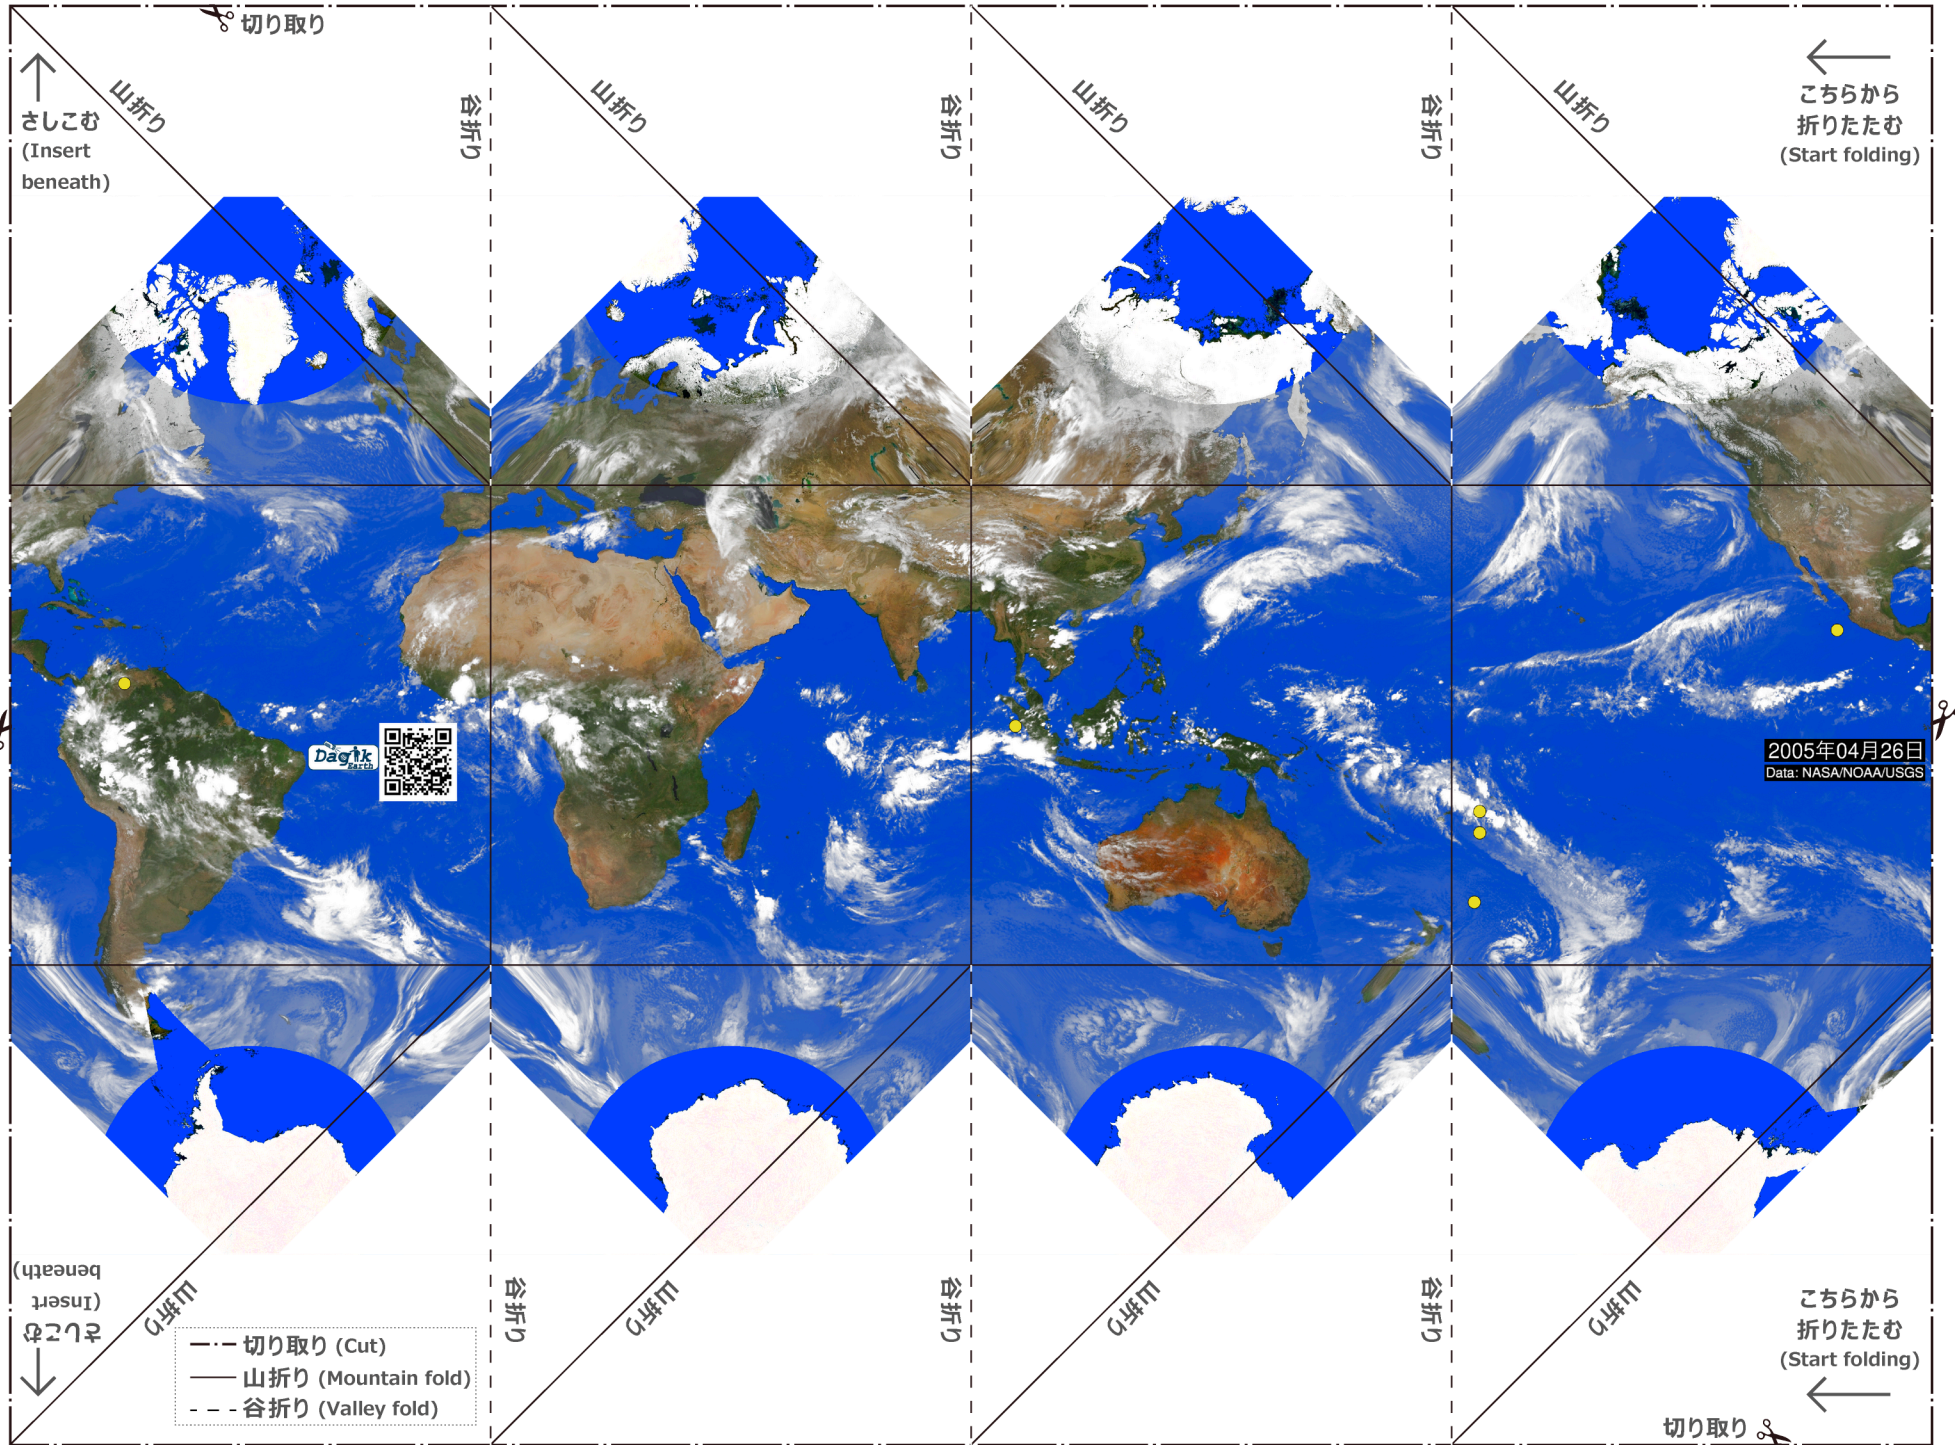 切り取り
さしこむ
(Insert
beneath)
山折り
谷折り
山折り
谷折り
山折り
谷折り
山折り
こちらから
折りたたむ
(Start folding)
Dagik
Earth
2005年04月26日
Data: NASA/NOAA/USGS
さしこむ
(Insert
beneath)
山折り
谷折り
山折り
谷折り
山折り
谷折り
山折り
こちらから
折りたたむ
(Start folding)
切り取り (Cut)
山折り (Mountain fold)
谷折り (Valley fold)
切り取り